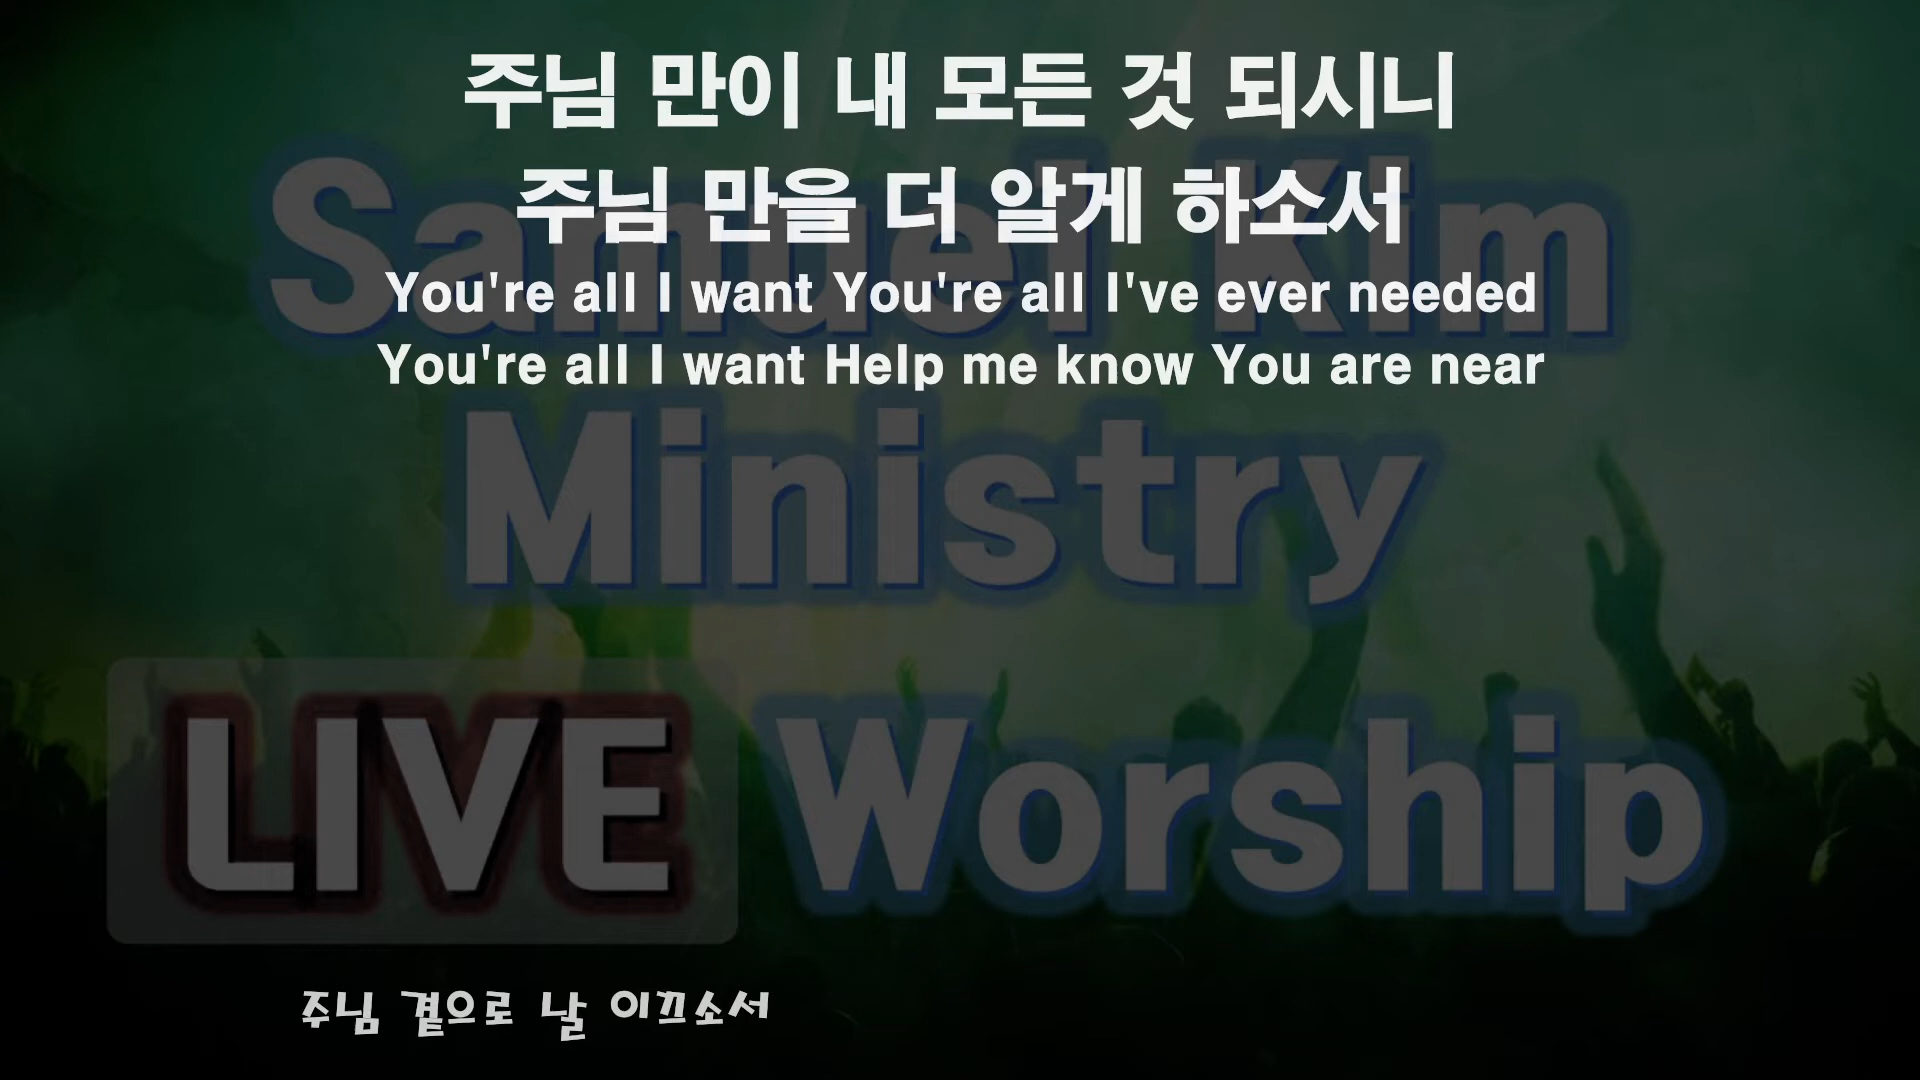 주님 만이 내 모든 것 되시니
주님 만을 더 알게 하소서
You're all I want You're all I've ever needed
You're all I want Help me know You are near
Samuel Kim
Ministry
LIVE Worship
주님 곁으로 날 이끄소서